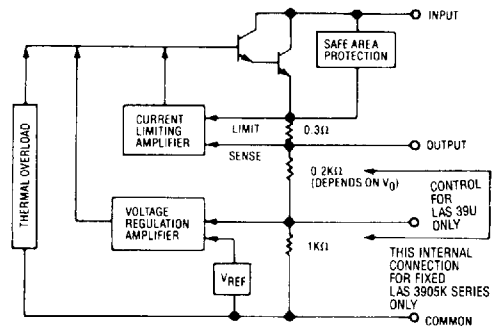 INPUT
SAFE AREA
PROTECTION
CURRENT
LIMITING
AMPLIFIER
LIMIT
0.3Ω
SENSE
OUTPUT
0.2KΩ
(DEPENDS ON VO)
THERMAL OVERLOAD
CONTROL
FOR
LAS 39U
ONLY
VOLTAGE
REGULATION
AMPLIFIER
1KΩ
VREF
THIS INTERNAL
CONNECTION
FOR FIXED
LAS 3905K SERIES
ONLY
COMMON